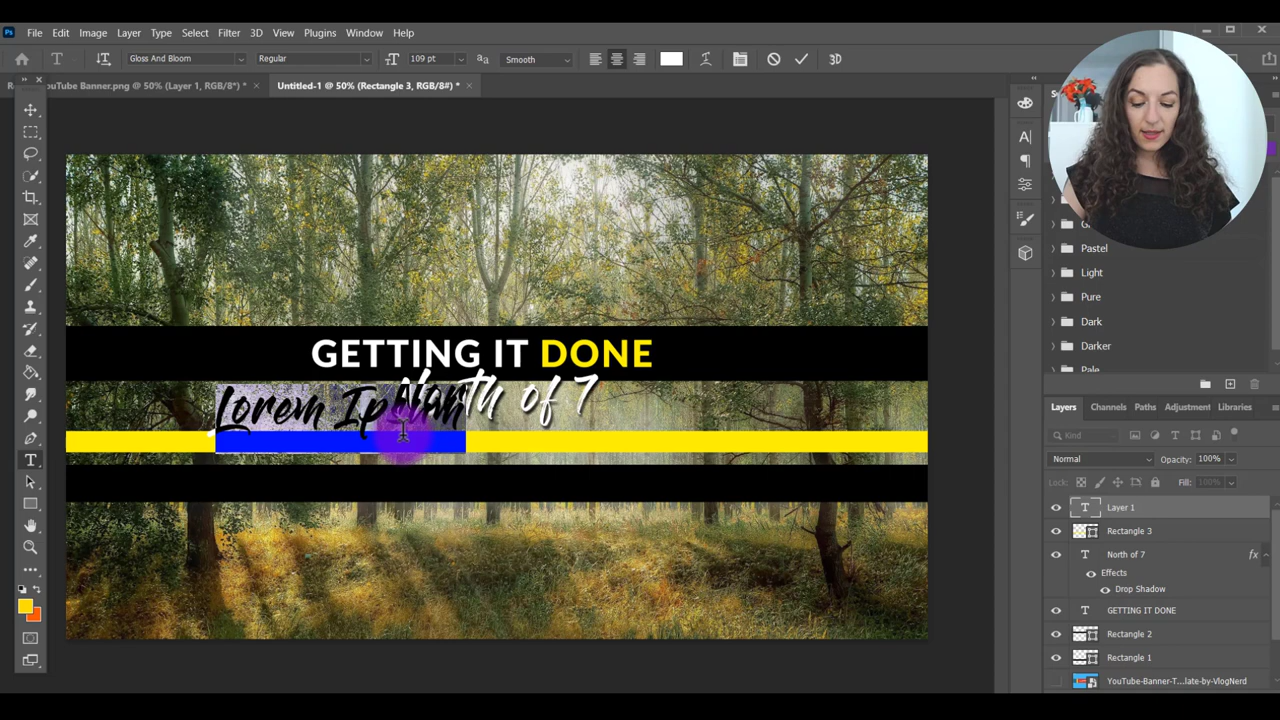 Ps File Edit Image Layer Type Select 3D Filter View Plugins Window Help
T Gloss And Bloom Regular 109 pt Smooth 3D
YouTube Banner.png @ 50% (Layer 1, RGB/8*) * × Untitled-1 @ 50% (Rectangle 3, RGB/8#) * ×
GETTING IT DONE
North of 7
Lorem Ip
Pastel
Light
Pure
Dark
Darker
Pale
Layers Channels Paths Adjustment Libraries
Kind
Normal Opacity: 100%
Lock: Fill: 100%
Layer 1
Rectangle 3
North of 7 fx
Effects
Drop Shadow
GETTING IT DONE
Rectangle 2
Rectangle 1
YouTube-Banner-T...late-by-VlogNerd